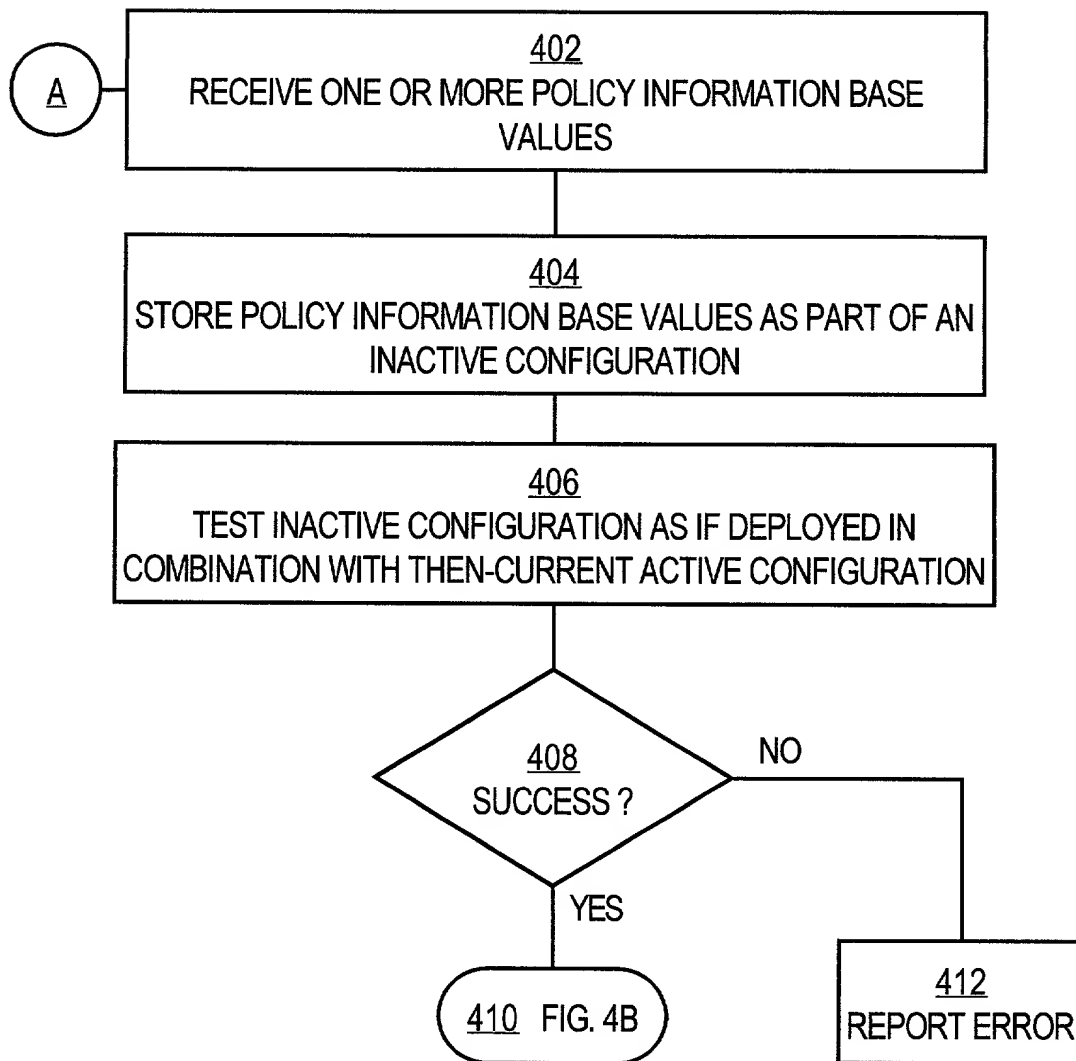 A
402
RECEIVE ONE OR MORE POLICY INFORMATION BASE
VALUES
404
STORE POLICY INFORMATION BASE VALUES AS PART OF AN
INACTIVE CONFIGURATION
406
TEST INACTIVE CONFIGURATION AS IF DEPLOYED IN
COMBINATION WITH THEN-CURRENT ACTIVE CONFIGURATION
408
SUCCESS ?
NO
YES
410 FIG. 4B
412
REPORT ERROR